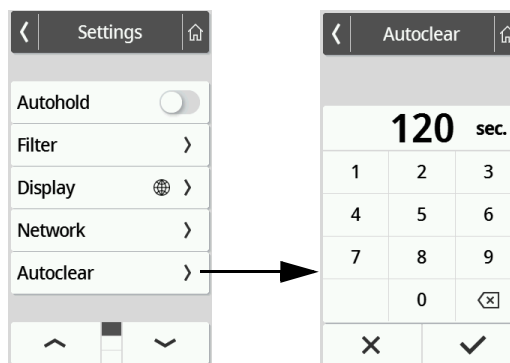 Settings
Autohold
Filter
Display
Network
Autoclear
Autoclear
120 sec.
1 2 3
4 5 6
7 8 9
0